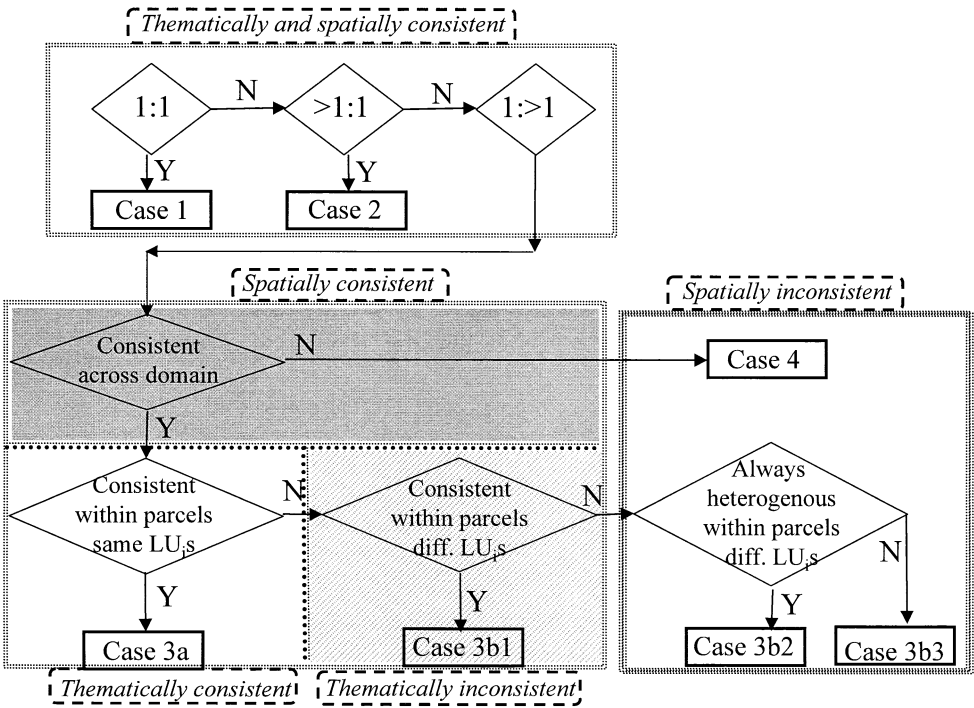 Thematically and spatially consistent
1:1
N
>1:1
N
1:>1
Y
Y
Case 1
Case 2
Spatially consistent
Spatially inconsistent
Consistent
across domain
N
Case 4
Y
Consistent
within parcels
same LUis
N
Consistent
within parcels
diff. LUis
N
Always
heterogenous
within parcels
diff. LUis
N
Y
Y
Y
Case 3a
Case 3b1
Case 3b2
Case 3b3
Thematically consistent
Thematically inconsistent